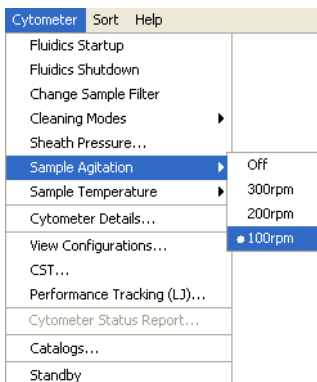 Cytometer Sort Help
Fluidics Startup
Fluidics Shutdown
Change Sample Filter
Cleaning Modes
Sheath Pressure...
Sample Agitation
Sample Temperature
Cytometer Details...
View Configurations...
CST...
Performance Tracking (LJ)...
Cytometer Status Report...
Catalogs...
Standby
Off
300rpm
200rpm
100rpm